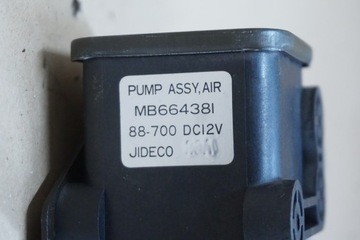 PUMP ASSY, AIR
MB664381
88-700 DC12V
JIDECO